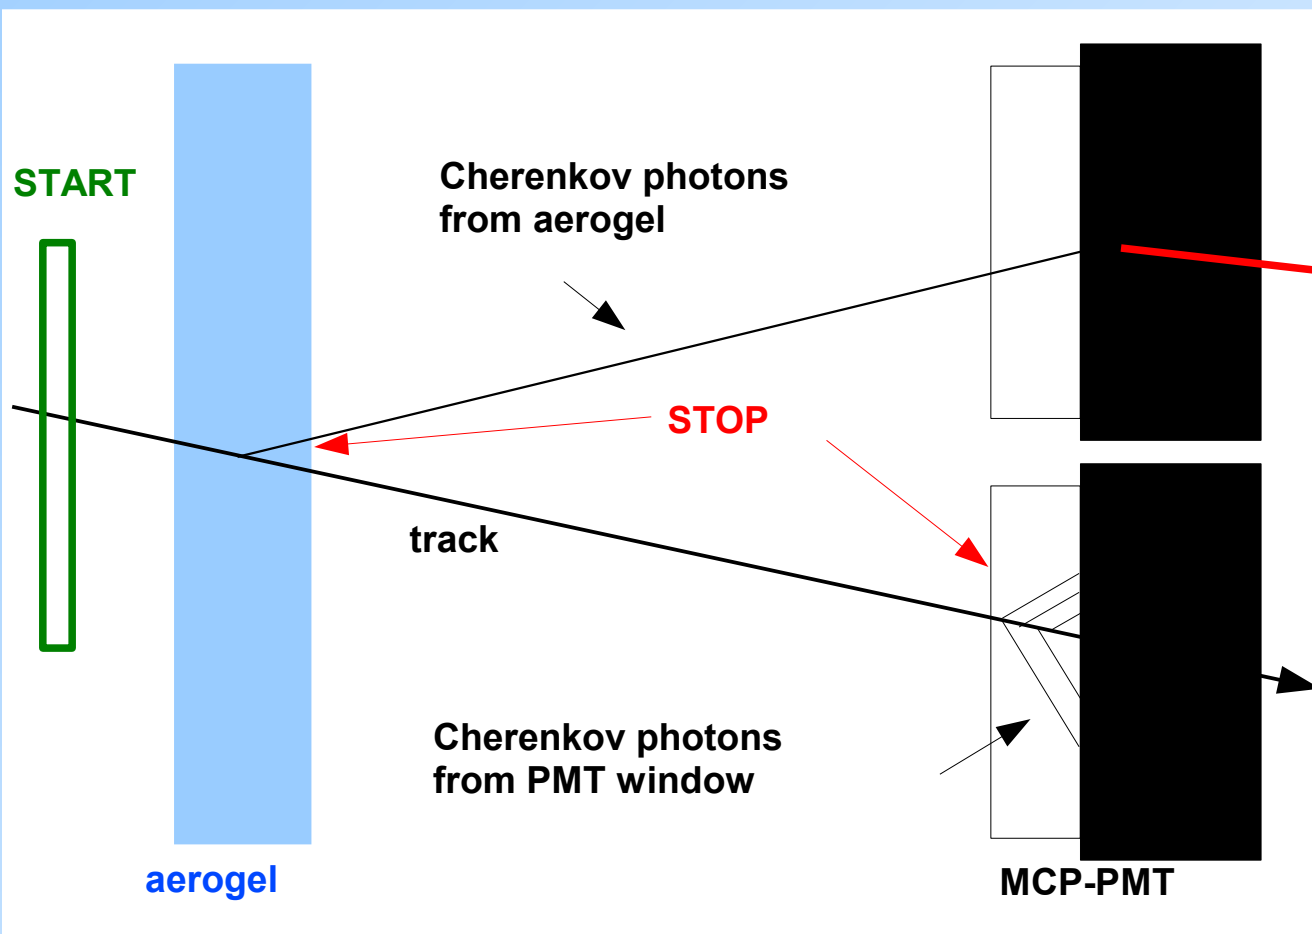 START
Cherenkov photons
from aerogel
STOP
track
Cherenkov photons
from PMT window
aerogel
MCP-PMT